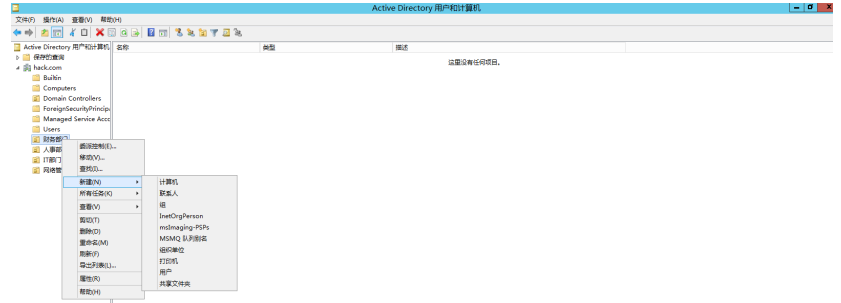 Active Directory 用户和计算机
文件(F) 操作(A) 查看(V) 帮助(H)
Active Directory 用户和计算机
名称 类型 描述
保存的查询
这里没有任何项目。
hack.com
Builtin
Computers
Domain Controllers
ForeignSecurityPrincip
Managed Service Acco
Users
财务部门
人事部
IT部门
网络管
委派控制(E)...
移动(V)...
查找(I)...
新建(N)
所有任务(K)
查看(V)
剪切(T)
删除(D)
重命名(M)
刷新(F)
导出列表(L)...
属性(R)
帮助(H)
计算机
联系人
组
InetOrgPerson
msImaging-PSPs
MSMQ 队列别名
组织单位
打印机
用户
共享文件夹